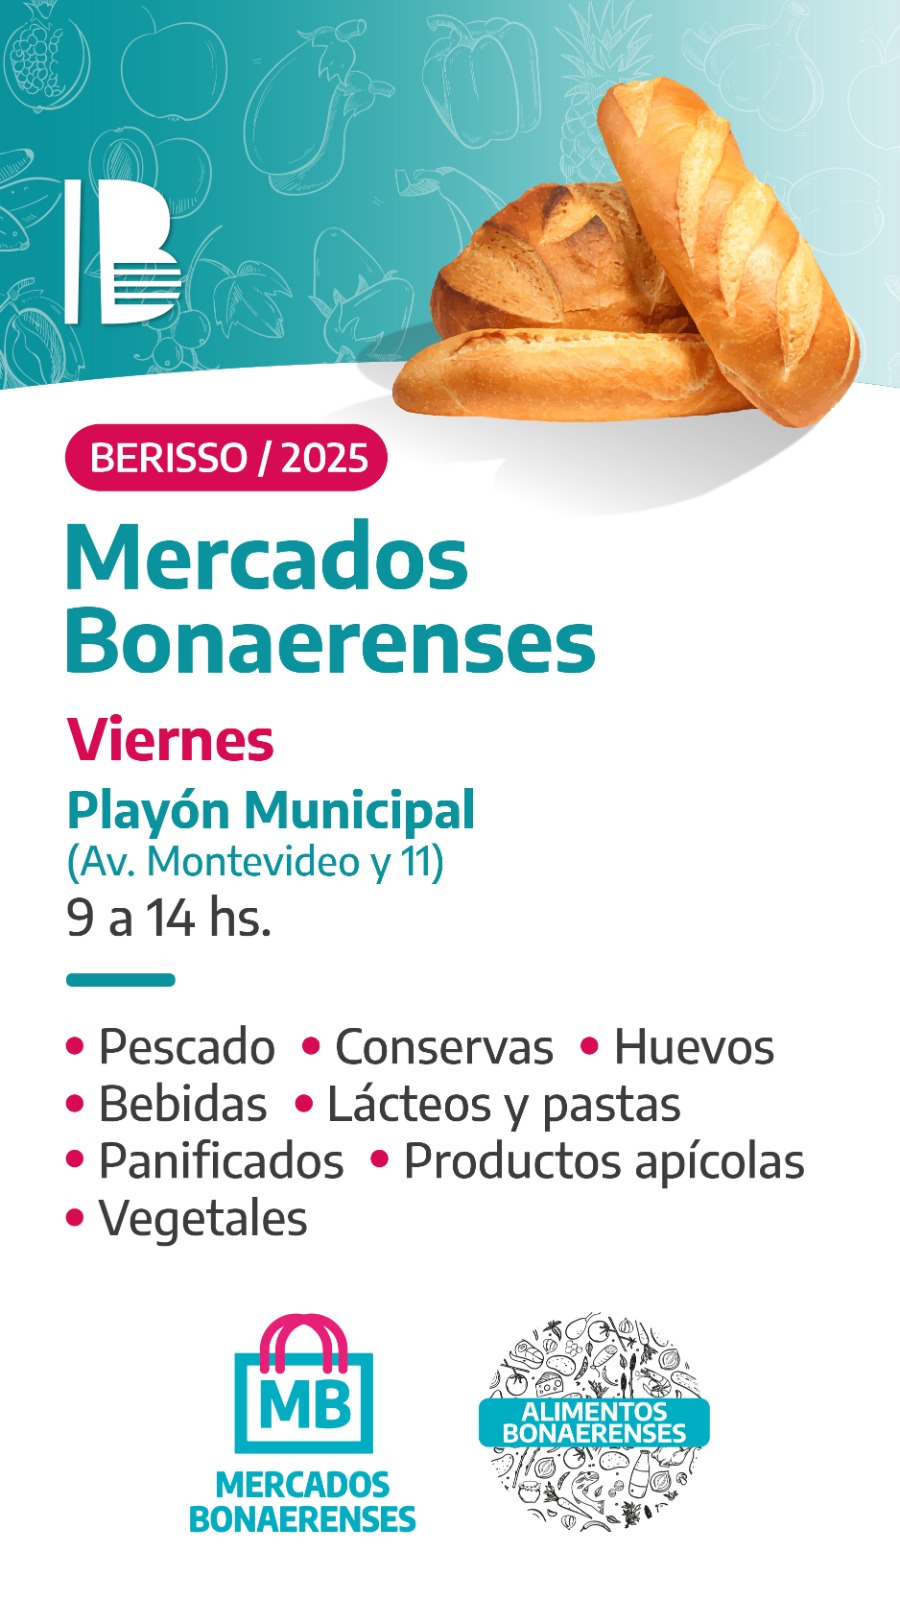 B
BERISSO / 2025
Mercados
Bonaerenses
Viernes
Playón Municipal
(Av. Montevideo y 11)
9 a 14 hs.
• Pescado • Conservas • Huevos
• Bebidas • Lácteos y pastas
• Panificados • Productos apícolas
• Vegetales
MB
MERCADOS
BONAERENSES
ALIMENTOS
BONAERENSES